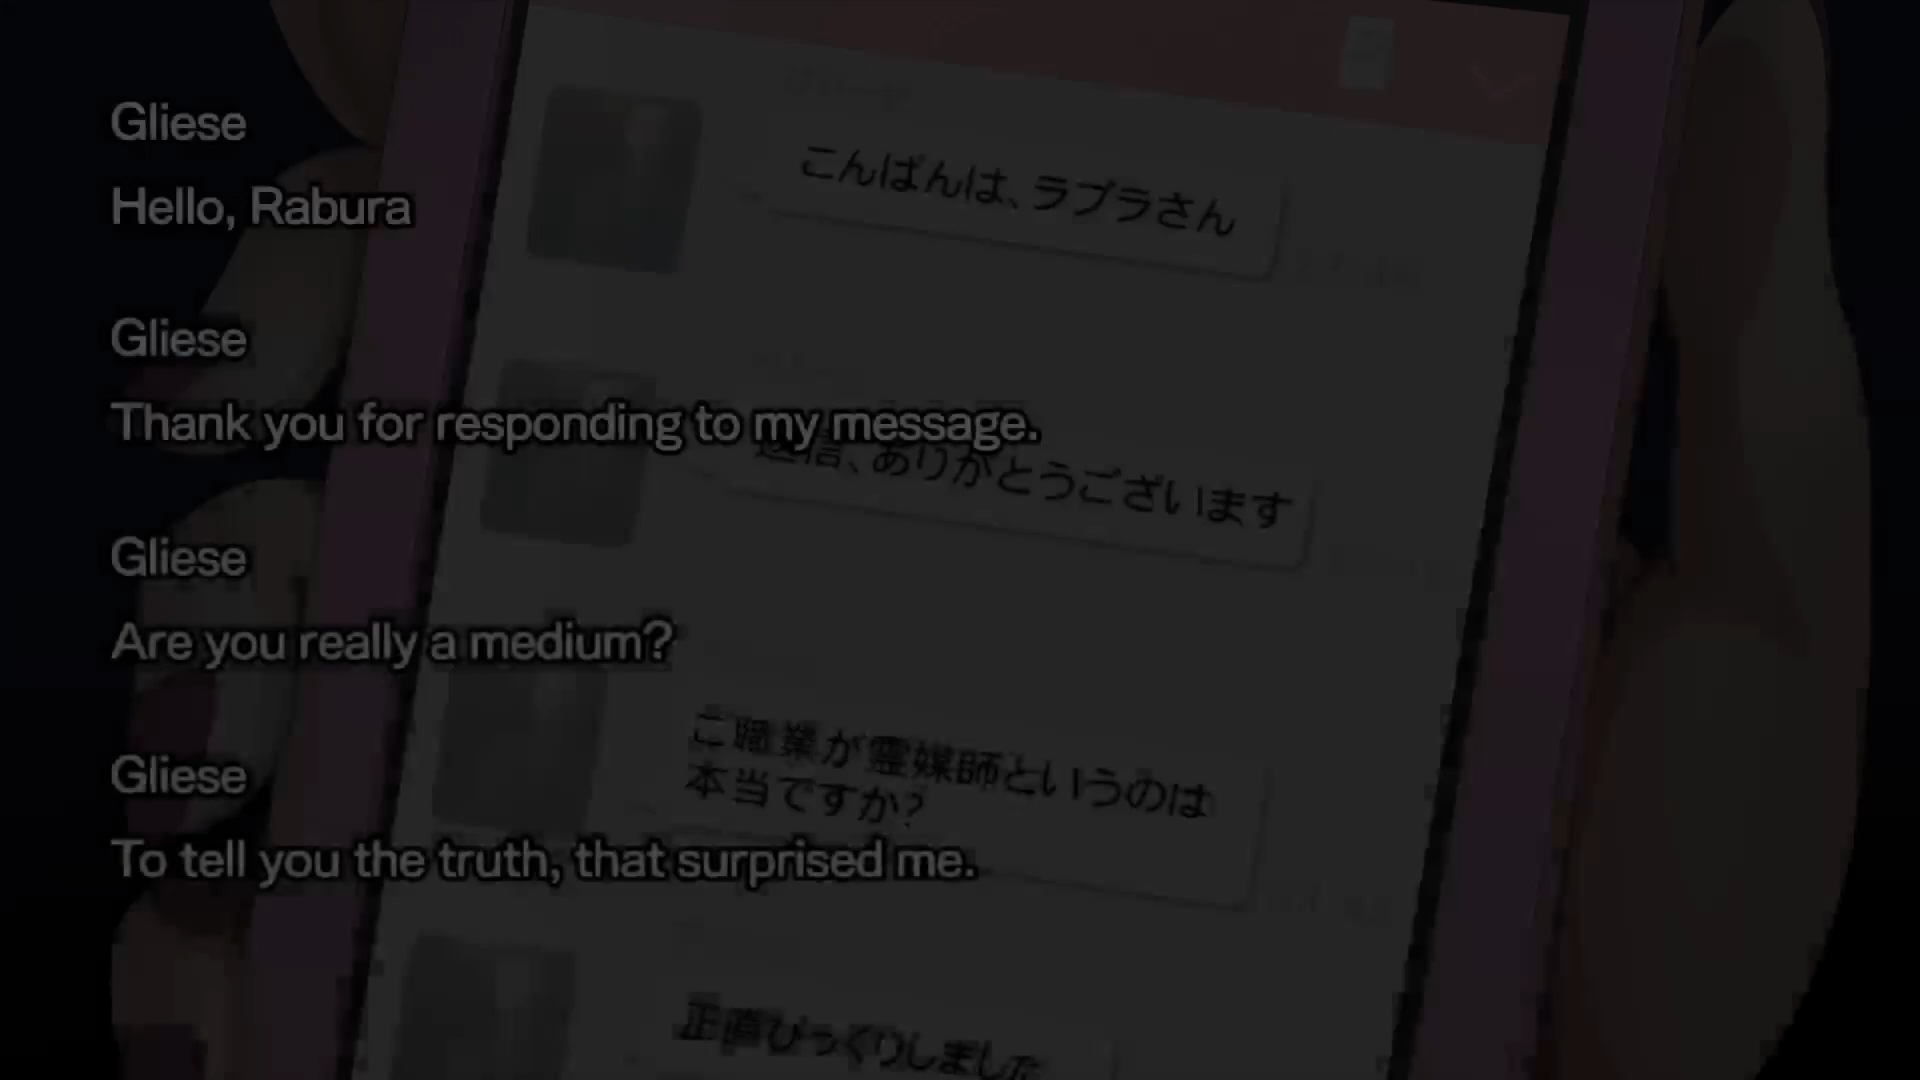 Gliese
Hello, Rabura
こんばんは、ラブラさん
Gliese
Thank you for responding to my message.
返信、ありがとうございます
Gliese
Are you really a medium?
ご職業が霊媒師というのは
本当ですか?
Gliese
To tell you the truth, that surprised me.
正直びっくりしました